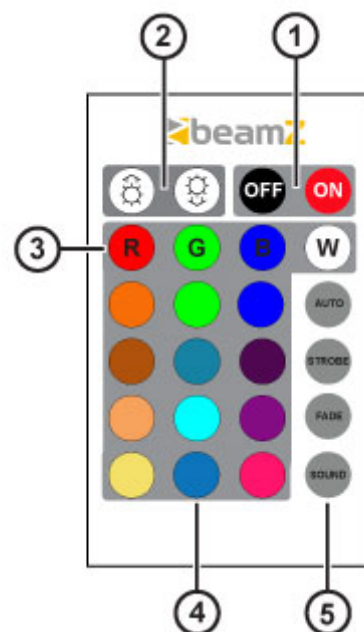 2 1
beamZ
OFF ON
3 R G B W
AUTO
STROBE
FADE
SOUND
4 5